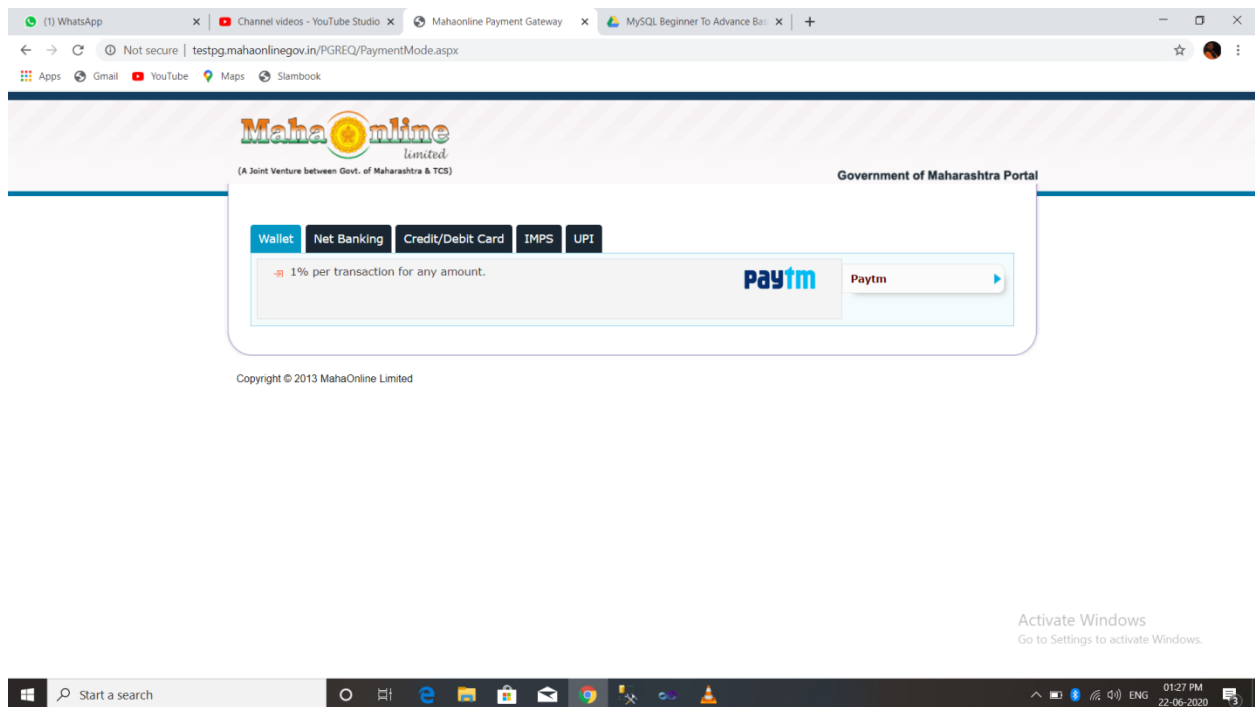 (1) WhatsApp
Channel videos - YouTube Studio
Mahaonline Payment Gateway
MySQL Beginner To Advance Bas
Not secure | testpg.mahaonlinegov.in/PGREQ/PaymentMode.aspx
Apps Gmail YouTube Maps Slambook
MahaOnline
limited
(A Joint Venture between Govt. of Maharashtra & TCS)
Government of Maharashtra Portal
Wallet Net Banking Credit/Debit Card IMPS UPI
1% per transaction for any amount.
paytm
Paytm
Copyright © 2013 MahaOnline Limited
Activate Windows
Go to Settings to activate Windows.
Start a search
ENG
01:27 PM
22-06-2020
3